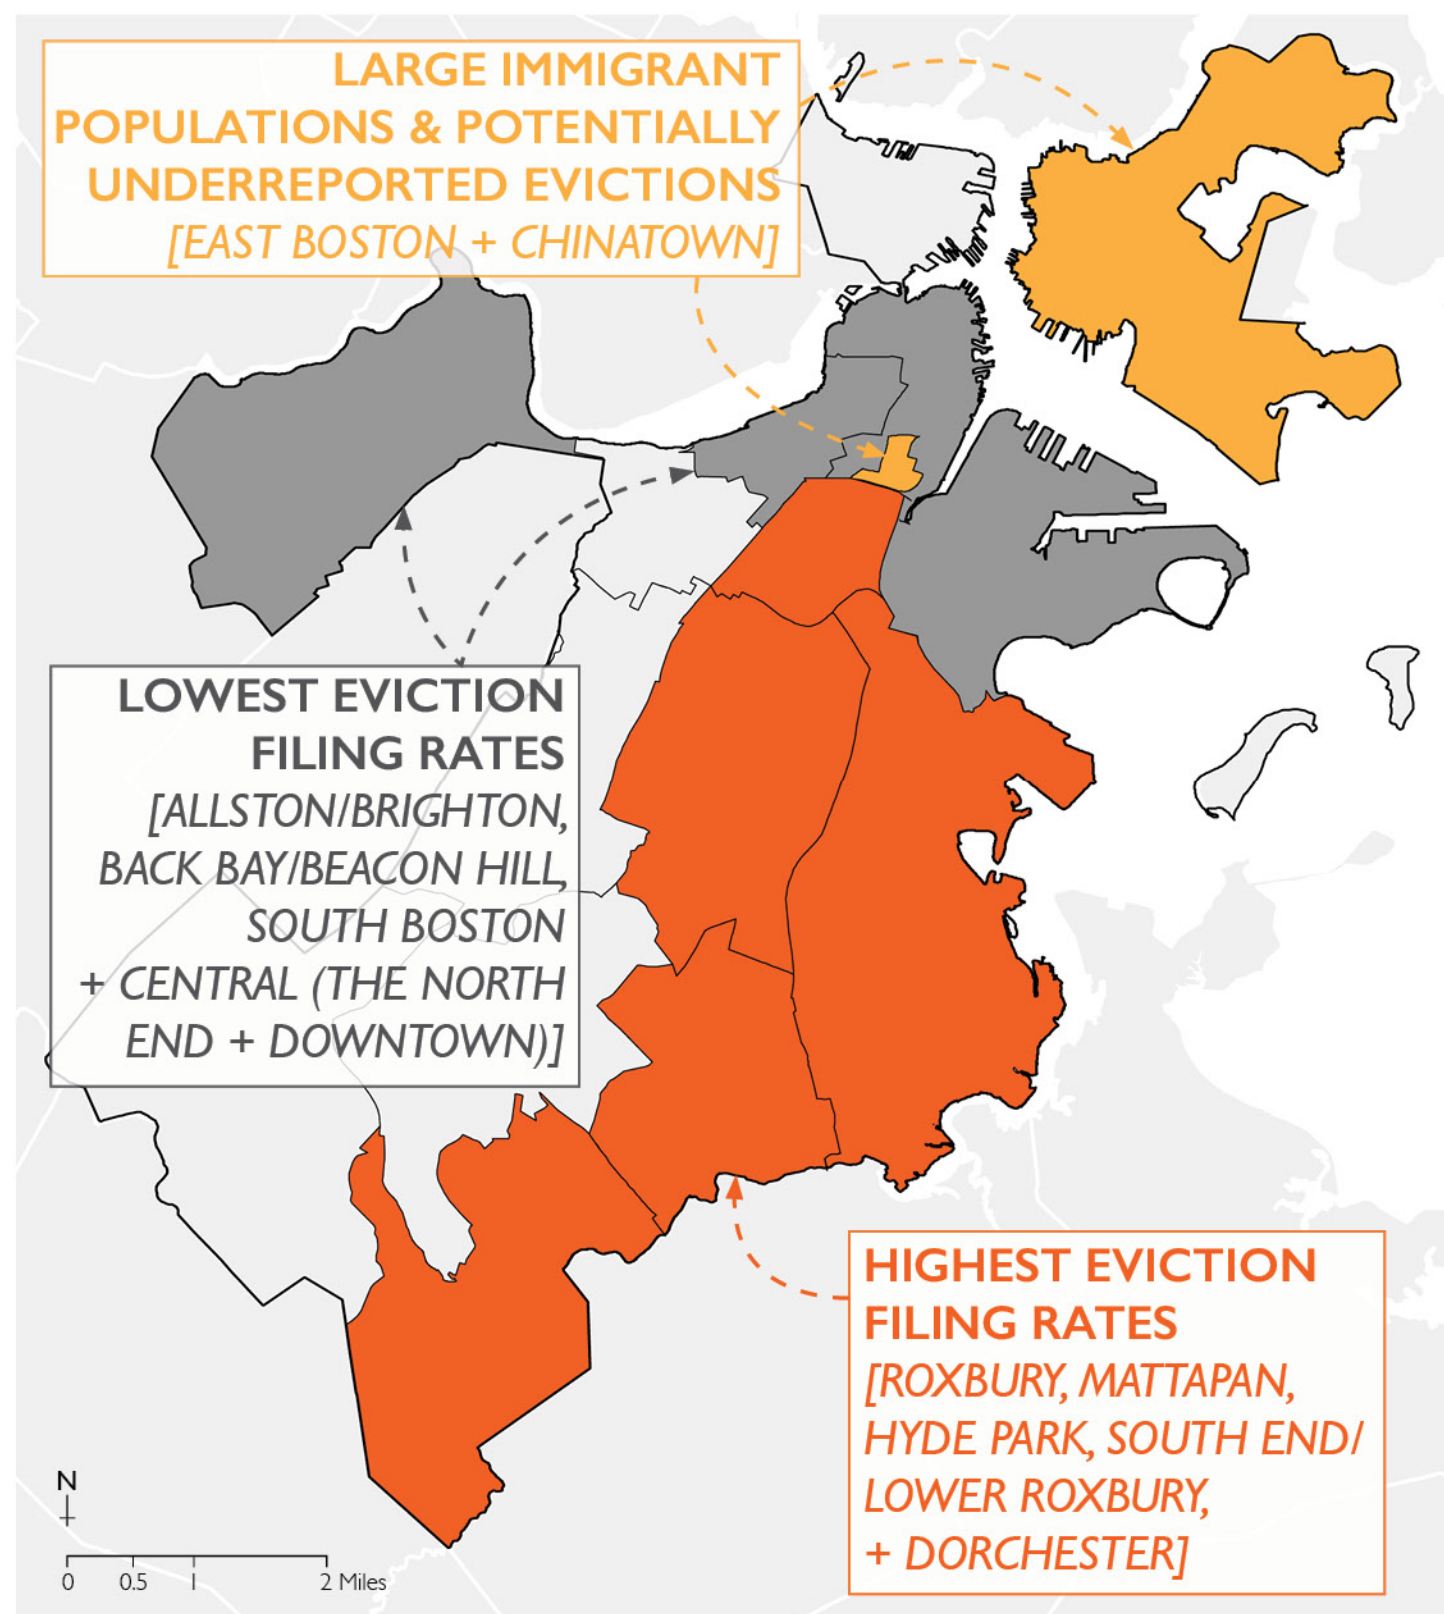 LARGE IMMIGRANT
POPULATIONS & POTENTIALLY
UNDERREPORTED EVICTIONS
[EAST BOSTON + CHINATOWN]
LOWEST EVICTION
FILING RATES
[ALLSTON/BRIGHTON,
BACK BAY/BEACON HILL,
SOUTH BOSTON
+ CENTRAL (THE NORTH
END + DOWNTOWN)]
HIGHEST EVICTION
FILING RATES
[ROXBURY, MATTAPAN,
HYDE PARK, SOUTH END/
LOWER ROXBURY,
+ DORCHESTER]
N
0 0.5 1 2 Miles